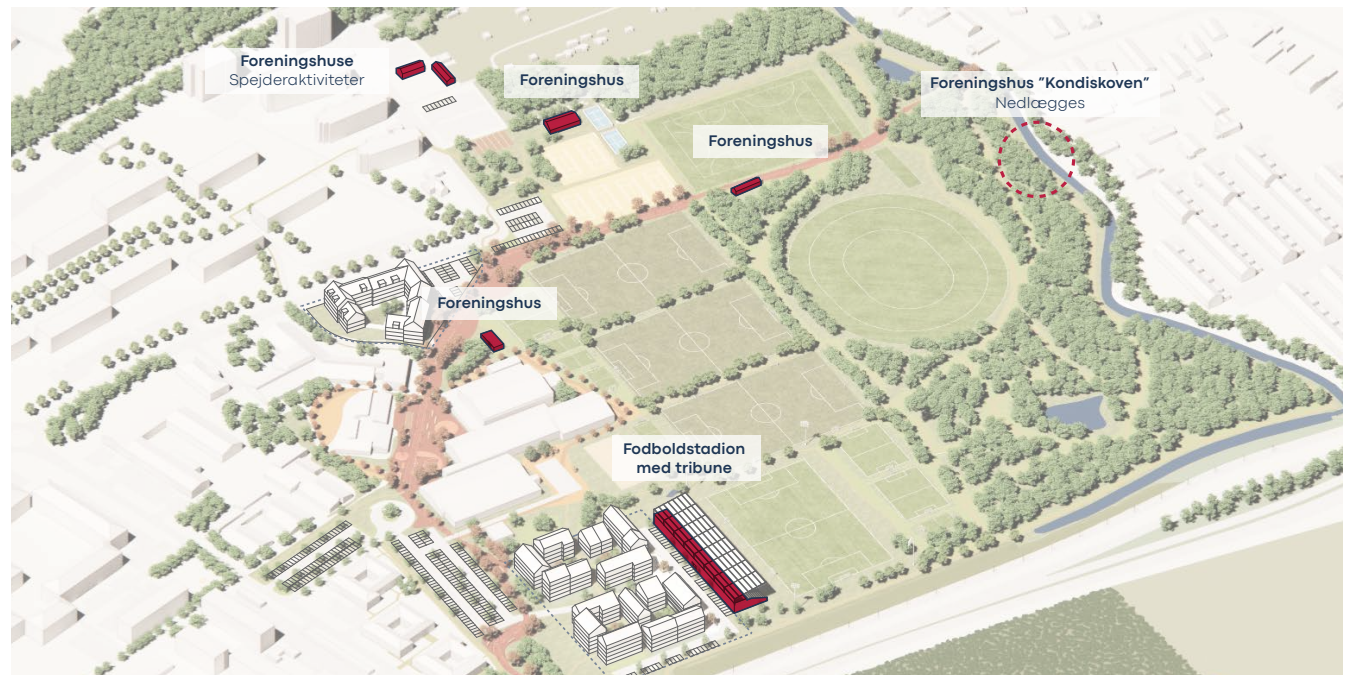 Foreningshuse
Spejderaktiviteter
Foreningshus
Foreningshus ”Kondiskoven”
Nedlægges
Foreningshus
Foreningshus
Fodboldstadion
med tribune